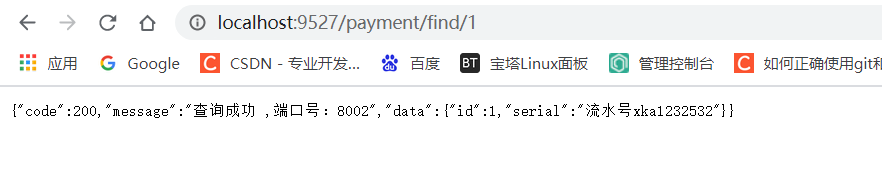 localhost:9527/payment/find/1
应用 Google CSDN - 专业开发... 百度 BT 宝塔Linux面板 管理控制台 如何正确使用git和
{"code":200,"message":"查询成功 ,端口号: 8002","data":{"id":1,"serial":"流水号xka1232532"}}